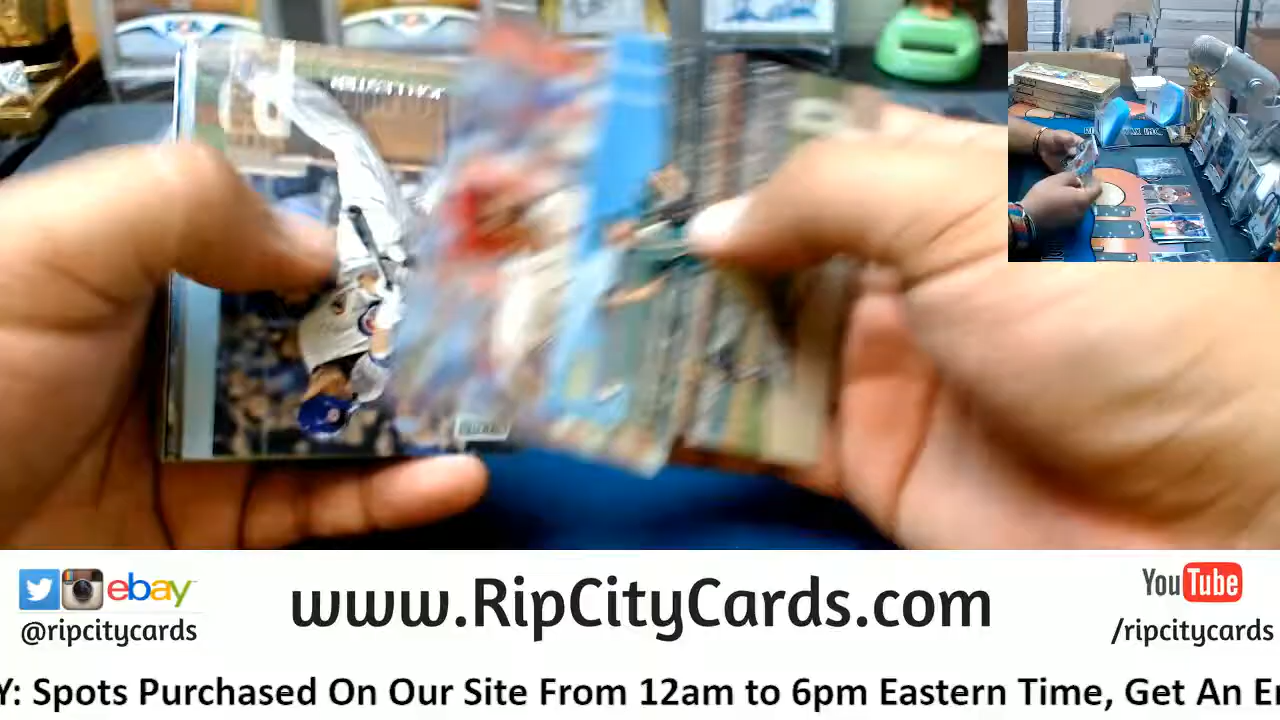 ebay
@ripcitycards
www.RipCityCards.com
YouTube
/ripcitycards
Y: Spots Purchased On Our Site From 12am to 6pm Eastern Time, Get An E